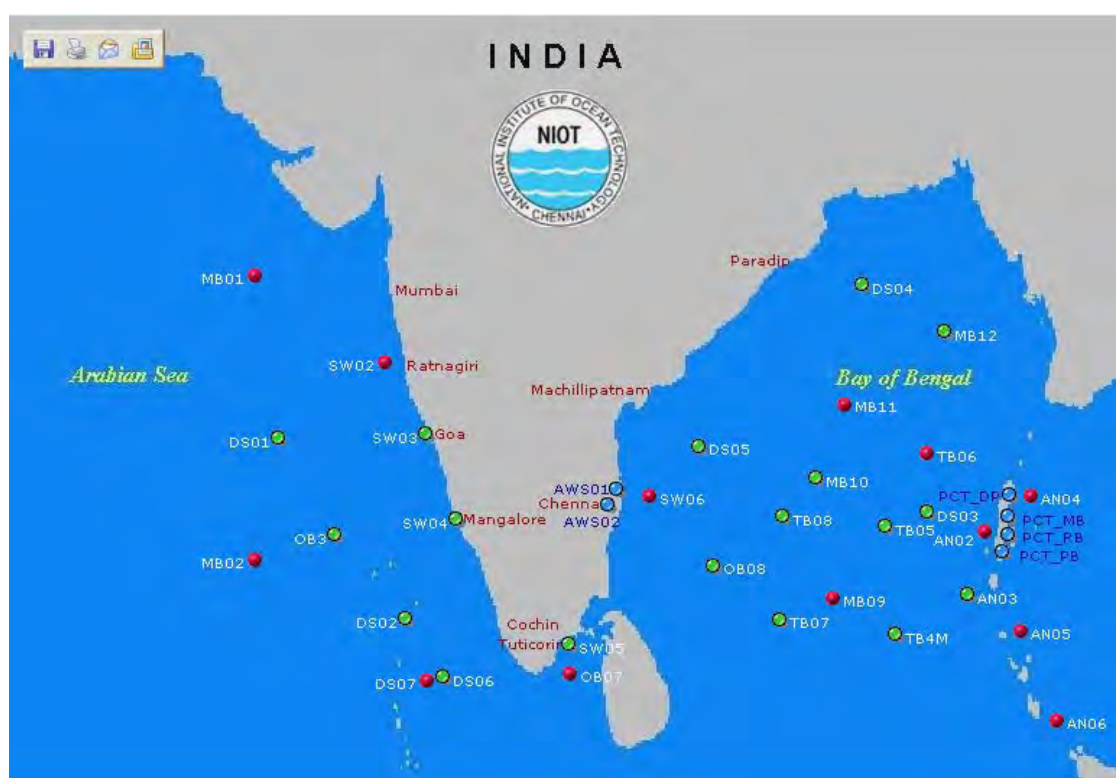 INDIA
NATIONAL INSTITUTE OF OCEAN TECHNOLOGY
NIOT
CHENNAI
Paradip
MB01
Mumbai
DS04
MB12
SW02
Ratnagiri
Arabian Sea
Machillipatnam
Bay of Bengal
MB11
DS01
SW03
Goa
DS05
TB06
AWS01
MB10
PCT_DP
AN04
Chenna
SW06
AWS02
SW04
Mangalore
TB08
DS03
TB05
PCT_MB
OB3
AN02
PCT_RB
MB02
PCT_PB
OB08
MB09
AN03
DS02
Cochin
TB07
Tuticorin
SW05
TB4M
AN05
DS07
DS06
OB07
AN06